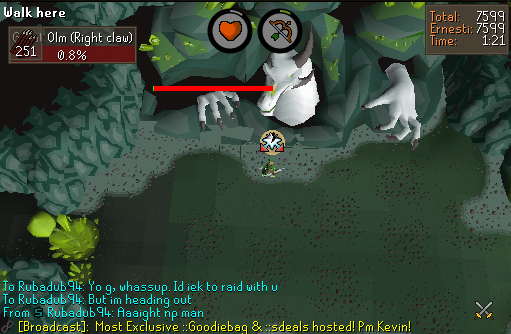 Walk here
251
Olm (Right claw)
0.8%
Total: 7599
Ernesti: 7599
Time: 1:21
To Rubadub94: Yo g, whassup. Id iek to raid with u
To Rubadub94: But im heading out
From Rubadub94: Aaaight np man
[Broadcast]: Most Exclusive ::Goodiebag & ::sdeals hosted! Pm Kevin!